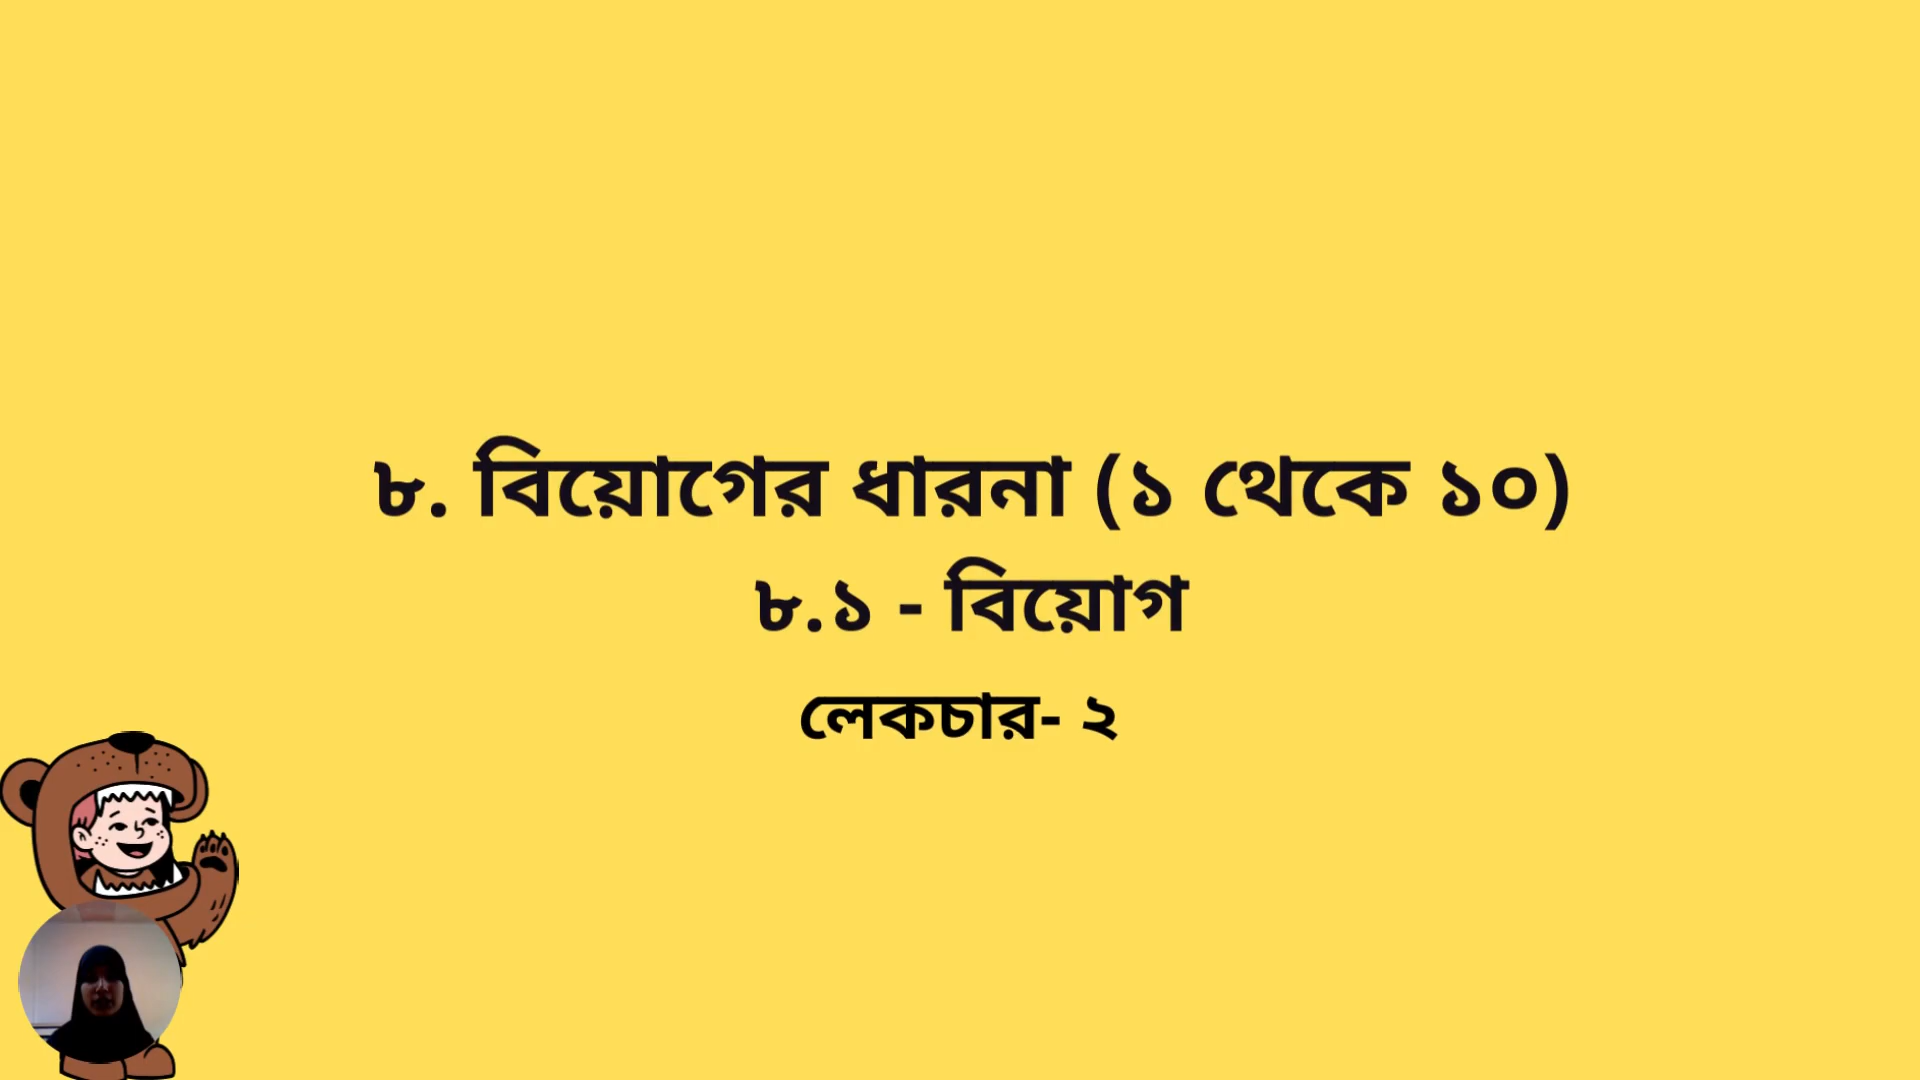 ৮. বিয়োগের ধারনা (১ থেকে ১০)
৮.১ - বিয়োগ
লেকচার- ২